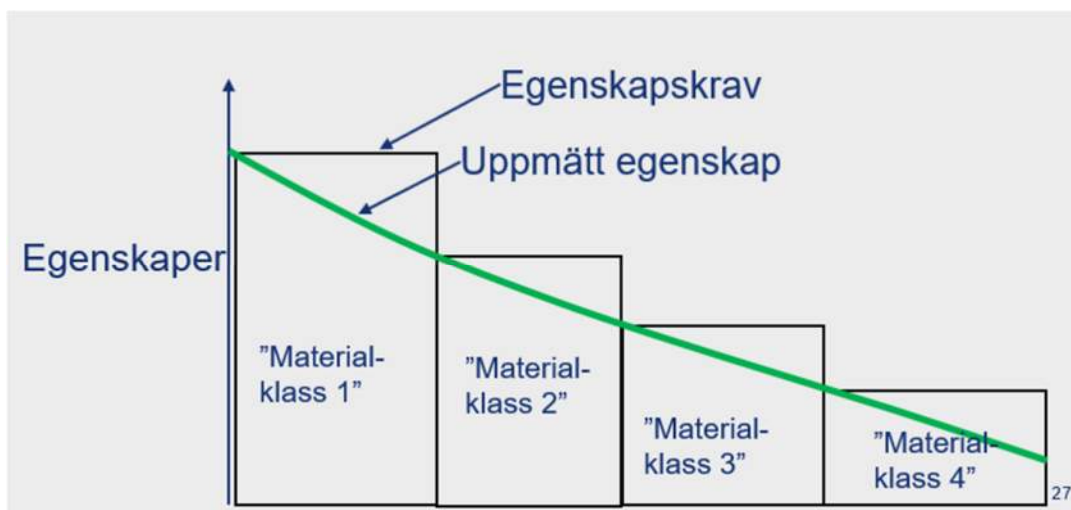 Egenskapskrav
Uppmätt egenskap
Egenskaper
”Material-
klass 1”
”Material-
klass 2”
”Material-
klass 3”
”Material-
klass 4”
27